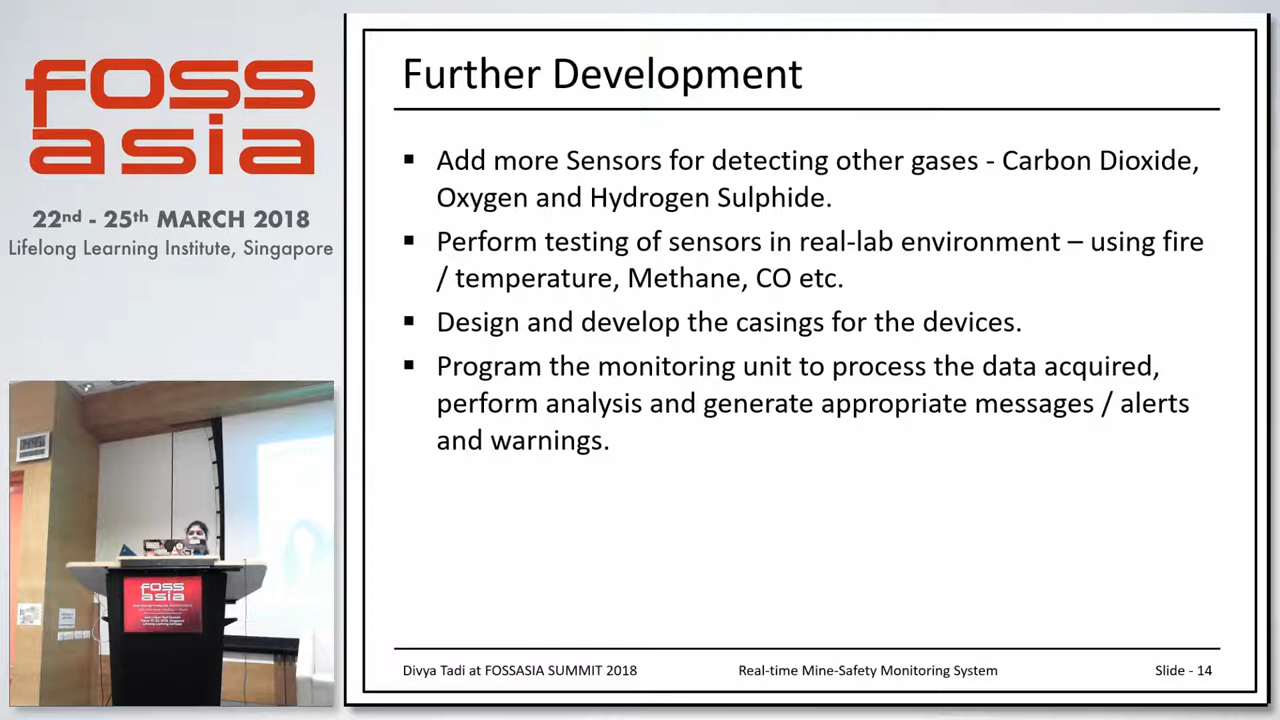 foss
asia
22nd - 25th MARCH 2018
Lifelong Learning Institute, Singapore
Further Development
▪ Add more Sensors for detecting other gases - Carbon Dioxide,
Oxygen and Hydrogen Sulphide.
▪ Perform testing of sensors in real-lab environment – using fire
/ temperature, Methane, CO etc.
▪ Design and develop the casings for the devices.
▪ Program the monitoring unit to process the data acquired,
perform analysis and generate appropriate messages / alerts
and warnings.
FOSS
ASIA
Divya Tadi at FOSSASIA SUMMIT 2018
Real-time Mine-Safety Monitoring System
Slide - 14